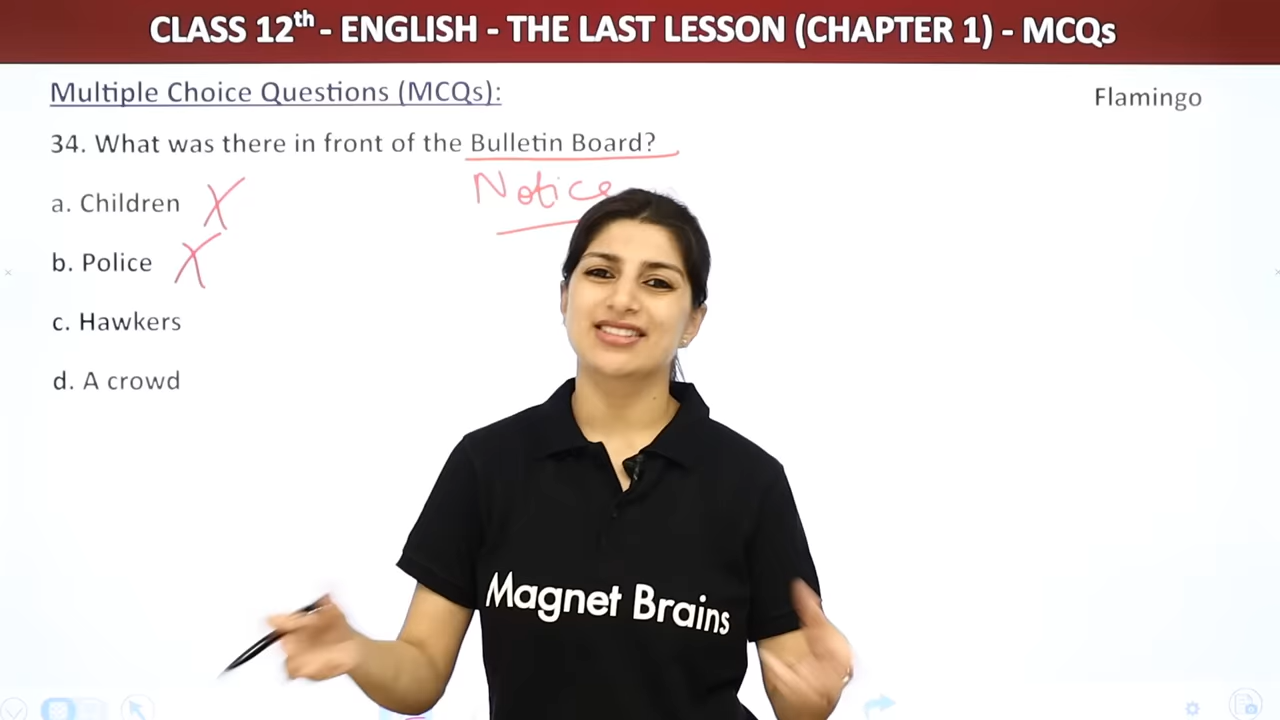 CLASS 12th - ENGLISH - THE LAST LESSON (CHAPTER 1) - MCQs
Multiple Choice Questions (MCQs):
Flamingo
34. What was there in front of the Bulletin Board?
Notice
a. Children X
b. Police X
c. Hawkers
d. A crowd
Magnet Brains